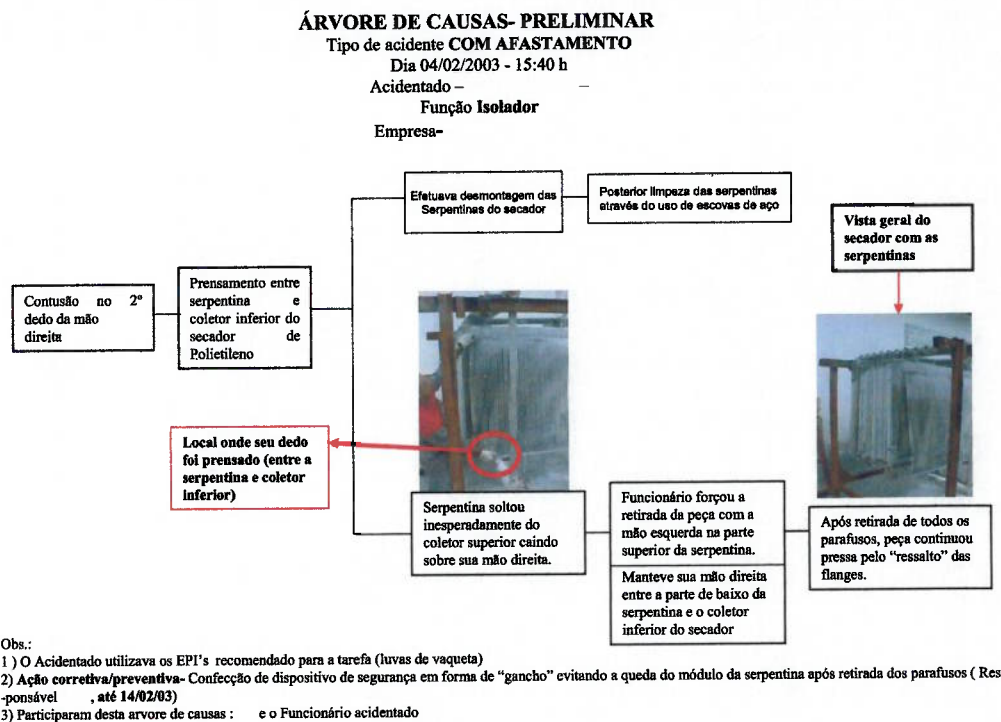 ÁRVORE DE CAUSAS- PRELIMINAR
Tipo de acidente COM AFASTAMENTO
Dia 04/02/2003 - 15:40 h
Acidentado –                    –
Função Isolador
Empresa-
Efetuava desmontagem das
Serpentinas do secador
Posterior limpeza das serpentinas
através do uso de escovas de aço
Vista geral do
secador com as
serpentinas
Contusão no 2º
dedo da mão
direita
Prensamento entre
serpentina e
coletor inferior do
secador de
Polietileno
Local onde seu dedo
foi prensado (entre a
serpentina e coletor
inferior)
Serpentina soltou
inesperadamente do
coletor superior caindo
sobre sua mão direita.
Funcionário forçou a
retirada da peça com a
mão esquerda na parte
superior da serpentina.
Manteve sua mão direita
entre a parte de baixo da
serpentina e o coletor
inferior do secador
Após retirada de todos os
parafusos, peça continuou
pressa pelo “ressalto” das
flanges.
Obs.:
1 ) O Acidentado utilizava os EPI’s recomendado para a tarefa (luvas de vaqueta)
2) Ação corretiva/preventiva- Confecção de dispositivo de segurança em forma de “gancho” evitando a queda do módulo da serpentina após retirada dos parafusos ( Res
-ponsável , até 14/02/03)
3) Participaram desta arvore de causas : e o Funcionário acidentado